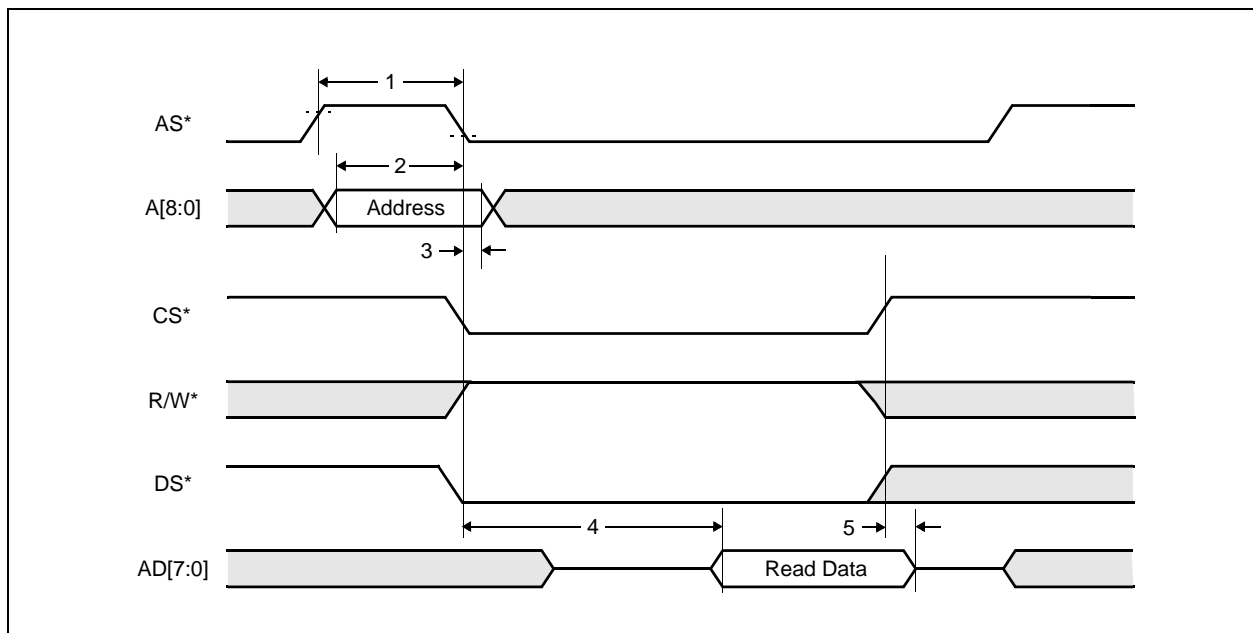 1
AS*
2
A[8:0]
Address
3
CS*
R/W*
DS*
4
5
AD[7:0]
Read Data